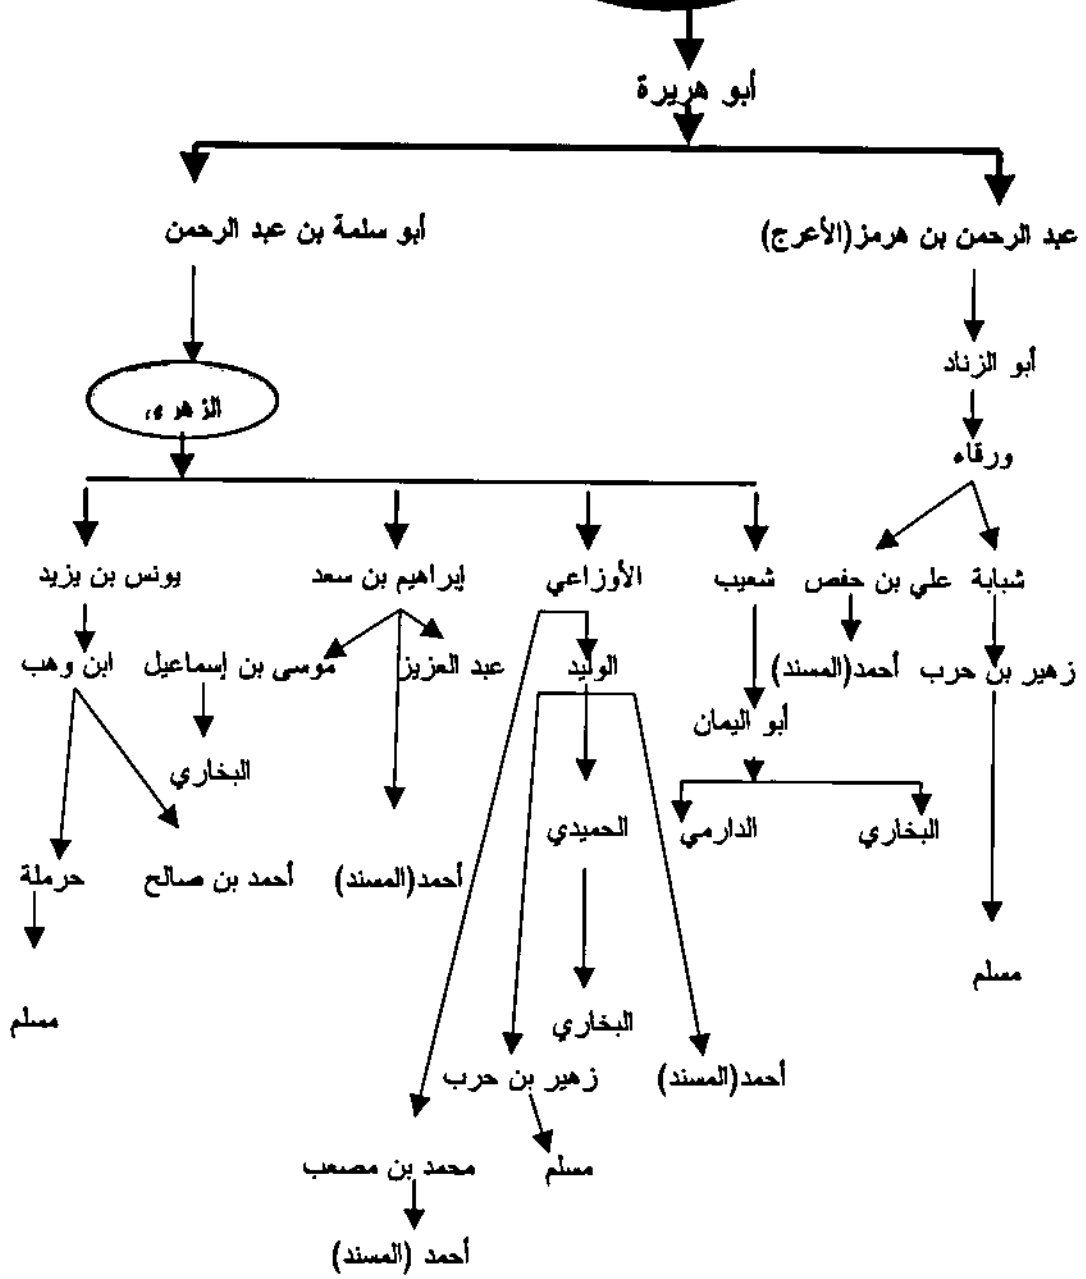 أبو هريرة
عبد الرحمن بن هرمز(الأعرج)
أبو سلمة بن عبد الرحمن
أبو الزناد
الزهري
ورقاء
شبابة
علي بن حفص
شعيب
الأوزاعي
إبراهيم بن سعد
يونس بن يزيد
زهير بن حرب
أحمد(المسند)
الوليد
عبد العزيز
موسى بن إسماعيل
ابن وهب
أبو اليمان
البخاري
البخاري
الدارمي
الحميدي
أحمد(المسند)
أحمد بن صالح
حرملة
مسلم
البخاري
مسلم
أحمد(المسند)
زهير بن حرب
مسلم
محمد بن مصعب
أحمد (المسند)